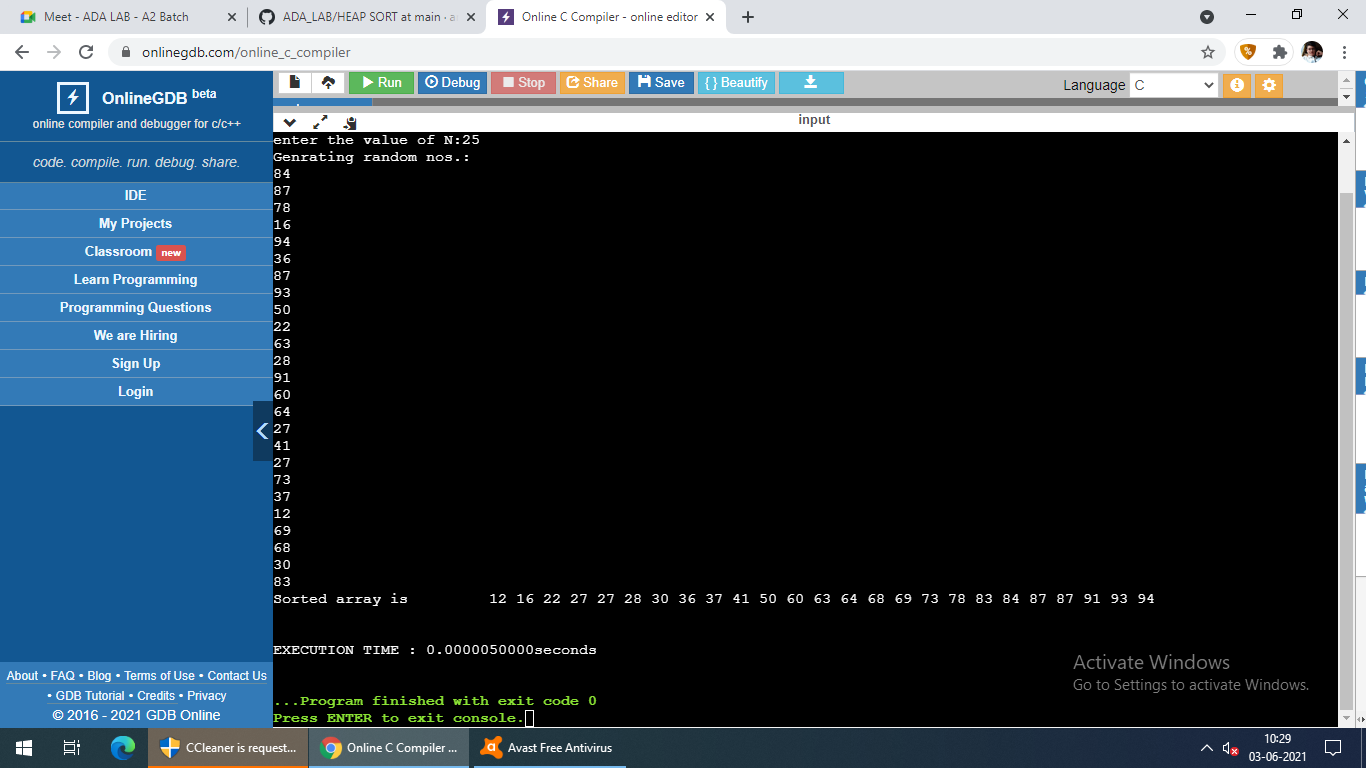 Meet - ADA LAB - A2 Batch
ADA_LAB/HEAP SORT at main · a
Online C Compiler - online editor
onlinegdb.com/online_c_compiler
OnlineGDB beta
online compiler and debugger for c/c++
code. compile. run. debug. share.
IDE
My Projects
Classroom new
Learn Programming
Programming Questions
We are Hiring
Sign Up
Login
About • FAQ • Blog • Terms of Use • Contact Us
• GDB Tutorial • Credits • Privacy
© 2016 - 2021 GDB Online
Run Debug Stop Share Save { } Beautify
Language C
input
enter the value of N:25
Genrating random nos.:
84
87
78
16
94
36
87
93
50
22
63
28
91
60
64
27
41
27
73
37
12
69
68
30
83
Sorted array is 12 16 22 27 27 28 30 36 37 41 50 60 63 64 68 69 73 78 83 84 87 87 91 93 94
EXECUTION TIME : 0.0000050000seconds
...Program finished with exit code 0
Press ENTER to exit console.
Activate Windows
Go to Settings to activate Windows.
CCleaner is request...
Online C Compiler ...
Avast Free Antivirus
10:29
03-06-2021